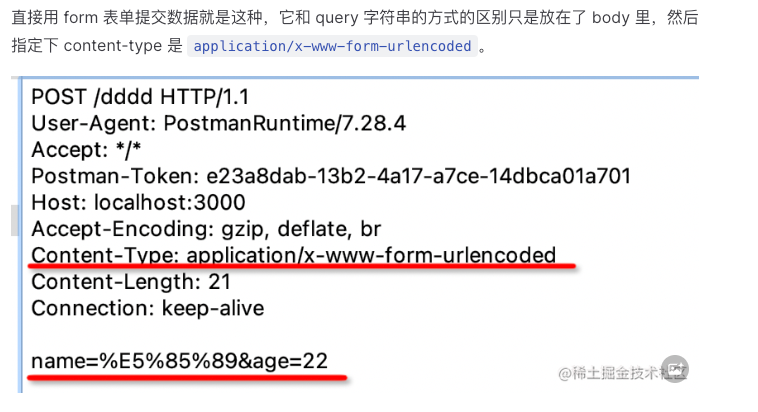 直接用 form 表单提交数据就是这种，它和 query 字符串的方式的区别只是放在了 body 里，然后
指定下 content-type 是 application/x-www-form-urlencoded 。
POST /dddd HTTP/1.1
User-Agent: PostmanRuntime/7.28.4
Accept: */*
Postman-Token: e23a8dab-13b2-4a17-a7ce-14dbca01a701
Host: localhost:3000
Accept-Encoding: gzip, deflate, br
Content-Type: application/x-www-form-urlencoded
Content-Length: 21
Connection: keep-alive
name=%E5%85%89&age=22
@稀土掘金技术社区